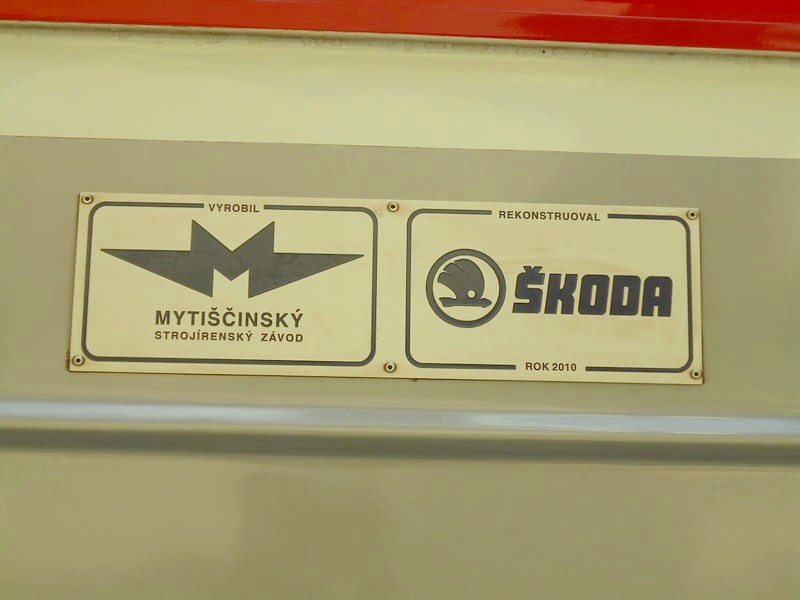 VYROBIL
M
MYTIŠČINSKÝ
STROJÍRENSKÝ ZÁVOD
REKONSTRUOVAL
ŠKODA
ROK 2010